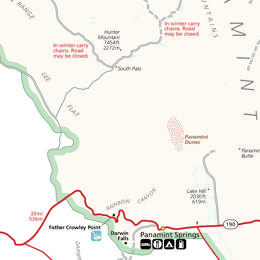 RANGE
In winter carry
chains. Road
may be closed.
Hunter
Mountain
7454ft
2272m
In winter carry
chains. Road
may be closed.
MINT
MOUNTAINS
South Pass
LEE
FLAT
Panamint
Dunes
Panamint
Butte
Lake Hill
2030ft
619m
RAINBOW CANYON
33mi
53km
Father Crowley Point
Darwin
Falls
Panamint Springs
190
DARWIN